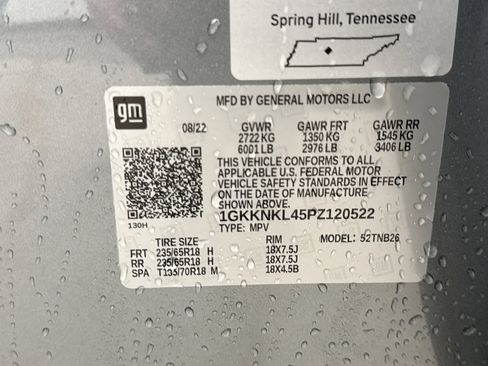 Spring Hill, Tennessee
gm
MFD BY GENERAL MOTORS LLC
08/22 GVWR GAWR FRT GAWR RR
2722 KG 1350 KG 1545 KG
6001 LB 2976 LB 3406 LB
THIS VEHICLE CONFORMS TO ALL
APPLICABLE U.S. FEDERAL MOTOR
VEHICLE SAFETY STANDARDS IN EFFECT
ON THE DATE OF MANUFACTURE
SHOWN ABOVE.
1GKKNKL45PZ120522
130H TYPE: MPV MODEL: 52TNB26
TIRE SIZE RIM
FRT 235/65R18 H 18X7.5J
RR 235/65R18 H 18X7.5J
SPA T135/70R18 M 18X4.5B